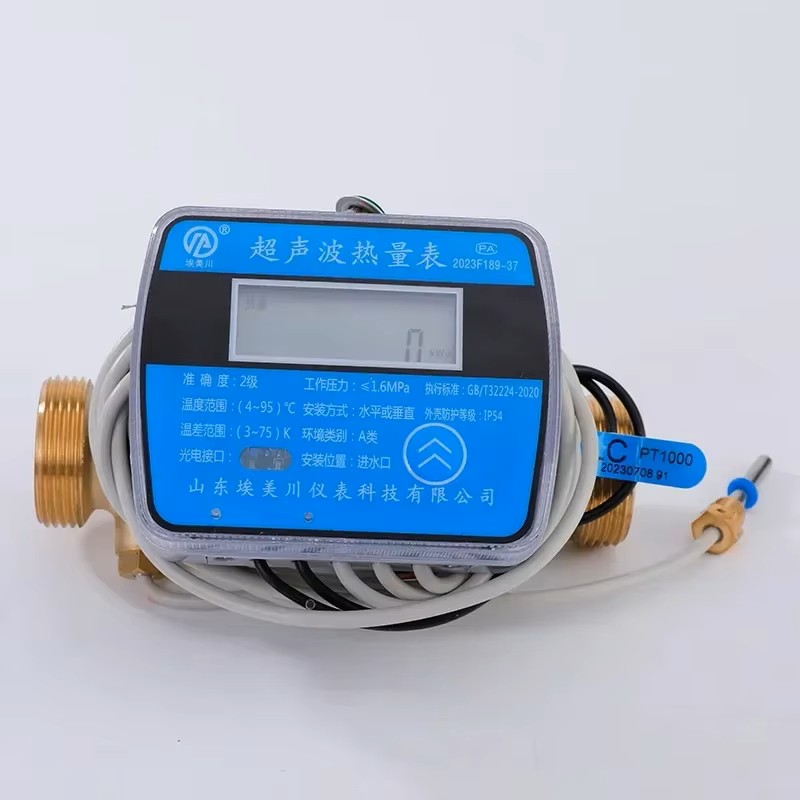 ®
埃美川
超声波热量表
PA
2023F189-37
0
准 确 度：2级 工作压力：≤1.6MPa 执行标准：GB/T32224-2020
温度范围：(4~95)℃ 安装方式：水平或垂直 外壳防护等级：IP54
温差范围：(3~75)K 环境类别：A类
光电接口： 安装位置：进水口
山东埃美川仪表科技有限公司
C PT1000
20230708 91